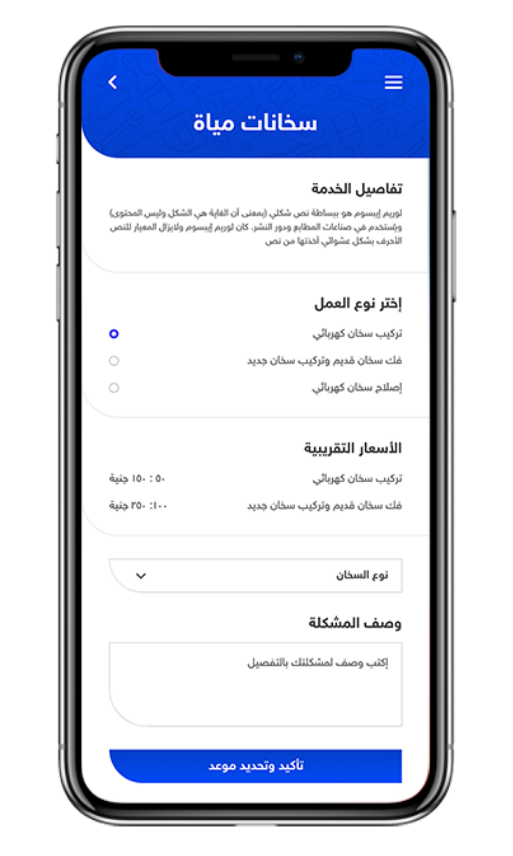 سخانات مياة
تفاصيل الخدمة
لوريم إيبسوم هو ببساطة نص شكلي (بمعنى أن الغاية هي الشكل وليس المحتوى)
ويُستخدم في صناعات المطابع ودور النشر. كان لوريم إيبسوم ولايزال المعيار للنص
الأحرف بشكل عشوائي أخذتها من نص
إختر نوع العمل
تركيب سخان كهربائي
فك سخان قديم وتركيب سخان جديد
إصلاح سخان كهربائي
الأسعار التقريبية
تركيب سخان كهربائي ٥٠ : ١٥٠ جنية
فك سخان قديم وتركيب سخان جديد ١٠٠: ٢٥٠ جنية
نوع السخان
وصف المشكلة
إكتب وصف لمشكلتك بالتفصيل
تأكيد وتحديد موعد